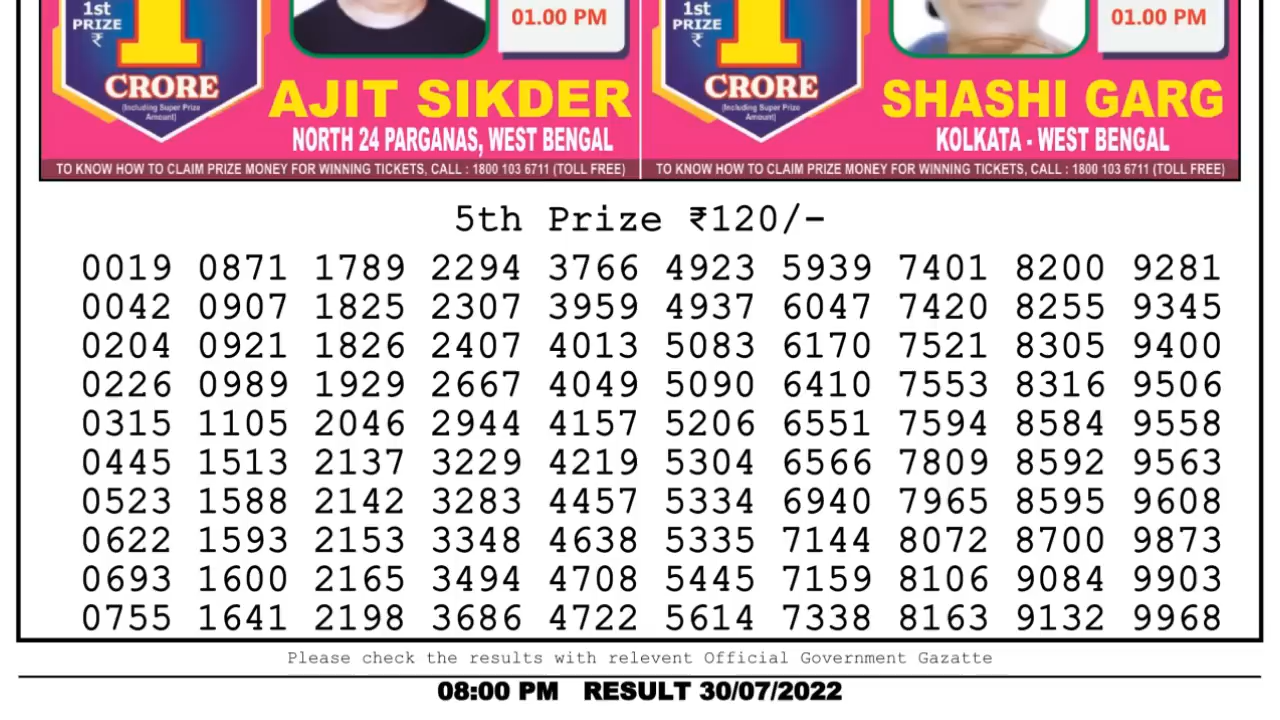 1st
PRIZE
₹
1
CRORE
(Including Super Prize
Amount)
01.00 PM
AJIT SIKDER
NORTH 24 PARGANAS, WEST BENGAL
TO KNOW HOW TO CLAIM PRIZE MONEY FOR WINNING TICKETS, CALL : 1800 103 6711 (TOLL FREE)
1st
PRIZE
₹
1
CRORE
(Including Super Prize
Amount)
01.00 PM
SHASHI GARG
KOLKATA - WEST BENGAL
TO KNOW HOW TO CLAIM PRIZE MONEY FOR WINNING TICKETS, CALL : 1800 103 6711 (TOLL FREE)
5th Prize ₹120/-
0019 0871 1789 2294 3766 4923 5939 7401 8200 9281
0042 0907 1825 2307 3959 4937 6047 7420 8255 9345
0204 0921 1826 2407 4013 5083 6170 7521 8305 9400
0226 0989 1929 2667 4049 5090 6410 7553 8316 9506
0315 1105 2046 2944 4157 5206 6551 7594 8584 9558
0445 1513 2137 3229 4219 5304 6566 7809 8592 9563
0523 1588 2142 3283 4457 5334 6940 7965 8595 9608
0622 1593 2153 3348 4638 5335 7144 8072 8700 9873
0693 1600 2165 3494 4708 5445 7159 8106 9084 9903
0755 1641 2198 3686 4722 5614 7338 8163 9132 9968
Please check the results with relevent Official Government Gazatte
08:00 PM RESULT 30/07/2022